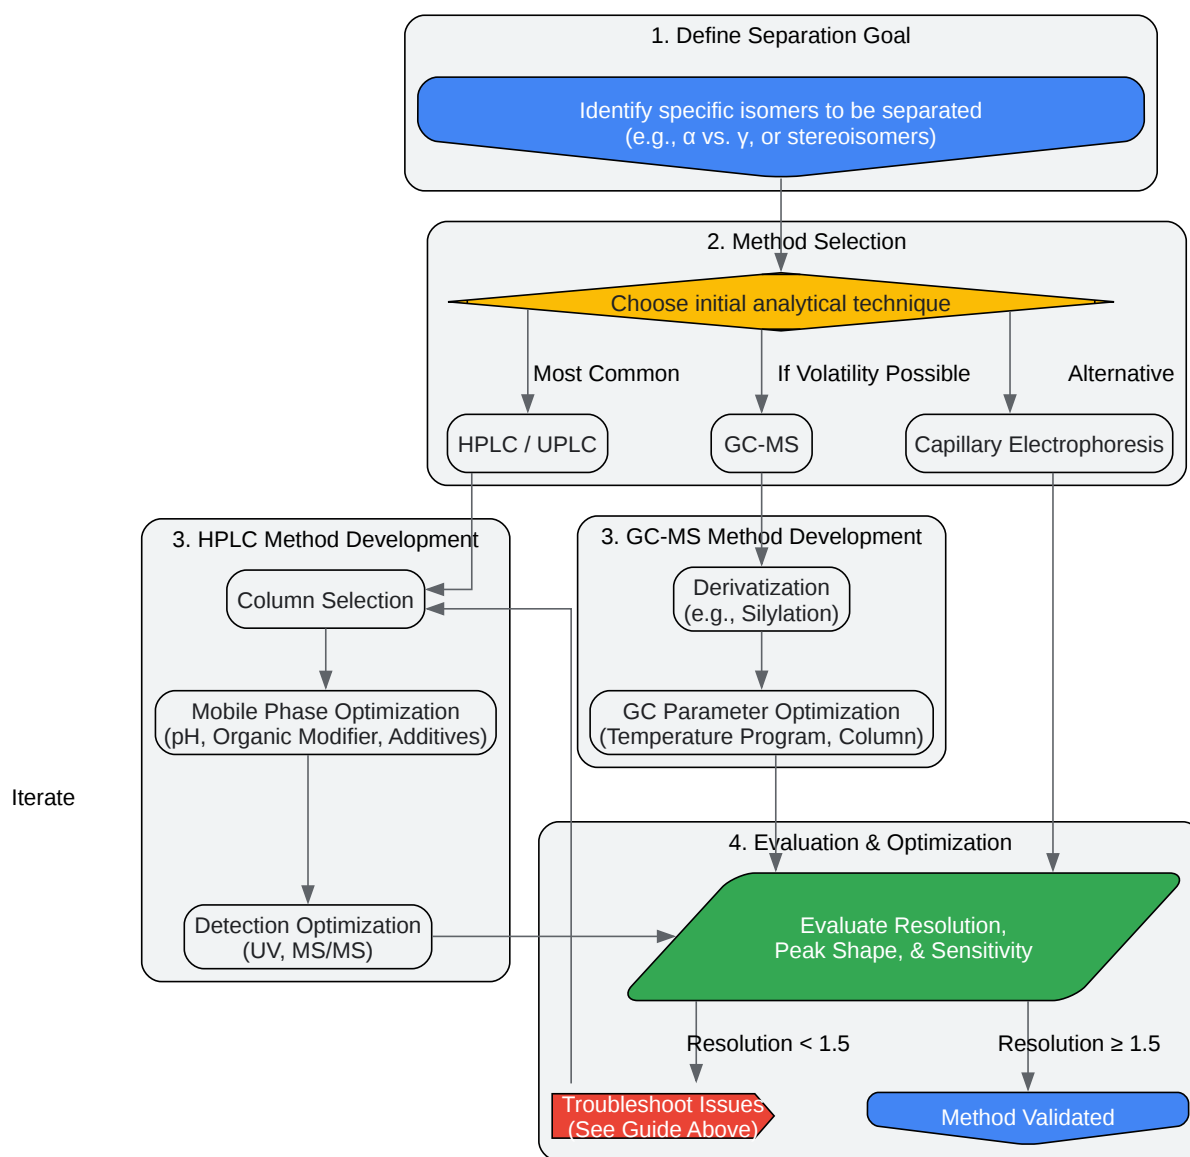 1. Define Separation Goal
Identify specific isomers to be separated
(e.g., α vs. γ, or stereoisomers)
2. Method Selection
Choose initial analytical technique
Most Common
If Volatility Possible
Alternative
HPLC / UPLC
GC-MS
Capillary Electrophoresis
3. HPLC Method Development
3. GC-MS Method Development
Column Selection
Derivatization
(e.g., Silylation)
Mobile Phase Optimization
(pH, Organic Modifier, Additives)
GC Parameter Optimization
(Temperature Program, Column)
Iterate
4. Evaluation & Optimization
Detection Optimization
(UV, MS/MS)
Evaluate Resolution,
Peak Shape, & Sensitivity
Resolution < 1.5
Resolution ≥ 1.5
Troubleshoot Issues
(See Guide Above)
Method Validated